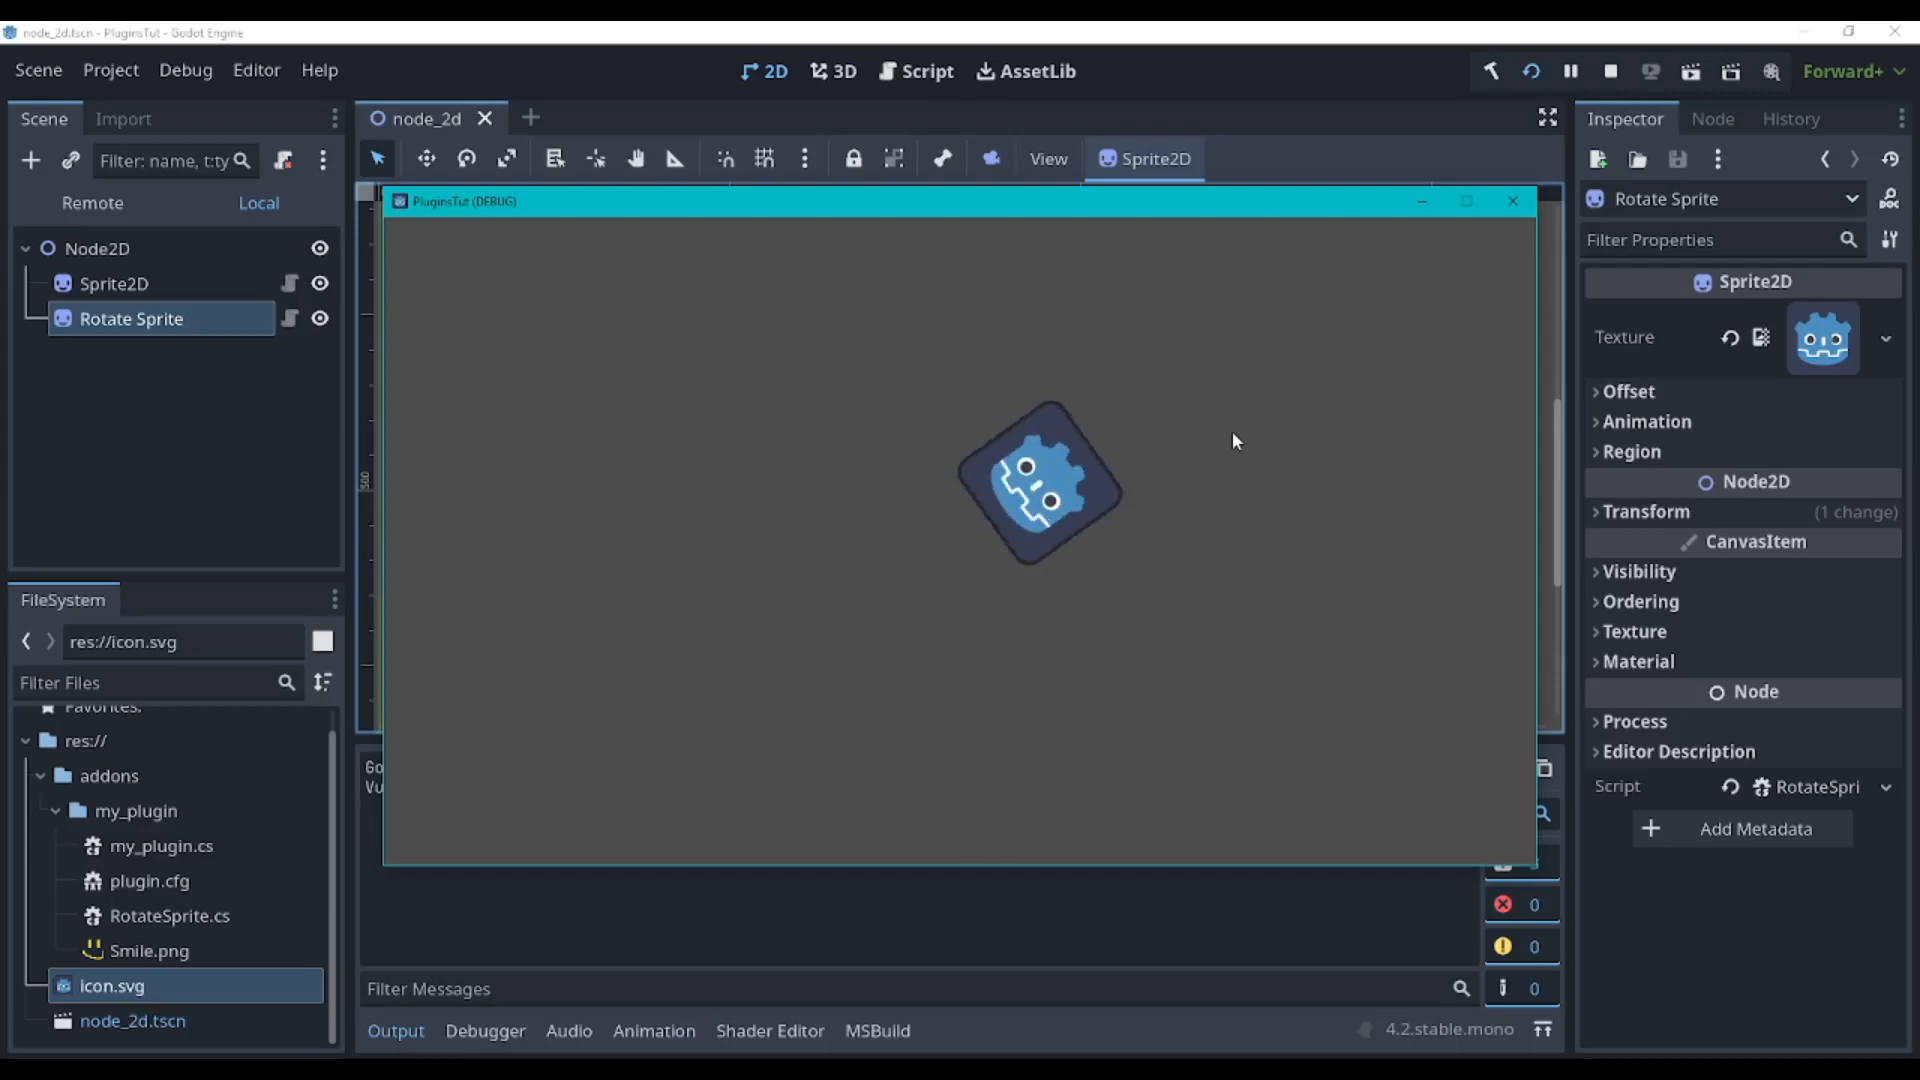 node_2d.tscn - PluginsTut - Godot Engine
Scene Project Debug Editor Help
2D 3D Script AssetLib
Forward+
Scene Import
node_2d
Inspector Node History
Filter: name, t:ty
View Sprite2D
Remote Local
PluginsTut (DEBUG)
Rotate Sprite
DOC
Filter Properties
Node2D
Sprite2D
Rotate Sprite
Sprite2D
Texture
Offset
Animation
Region
Node2D
Transform (1 change)
CanvasItem
Visibility
Ordering
Texture
Material
Node
Process
Editor Description
Script RotateSpri
Add Metadata
500
FileSystem
res://icon.svg
Filter Files
Favorites:
res://
addons
my_plugin
my_plugin.cs
plugin.cfg
RotateSprite.cs
Smile.png
icon.svg
node_2d.tscn
Go
Vu
0
0
Filter Messages
0
Output Debugger Audio Animation Shader Editor MSBuild
4.2.stable.mono